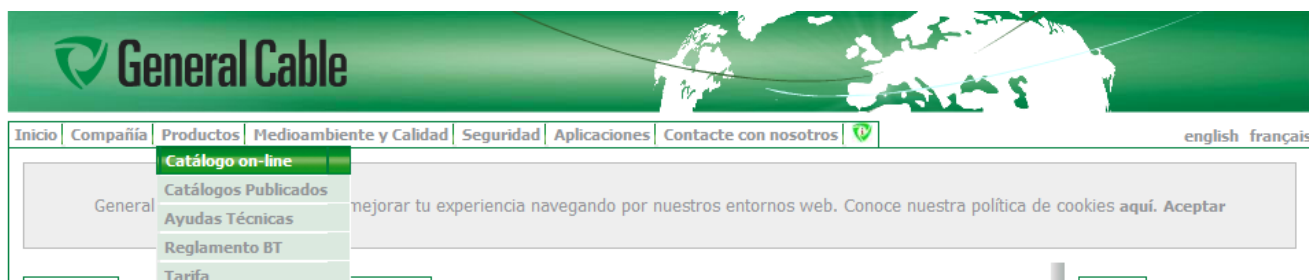 General Cable
Inicio Compañía Productos Medioambiente y Calidad Seguridad Aplicaciones Contacte con nosotros
english français
Catálogo on-line
Catálogos Publicados
General mejorar tu experiencia navegando por nuestros entornos web. Conoce nuestra política de cookies aquí. Aceptar
Ayudas Técnicas
Reglamento BT
Tarifa